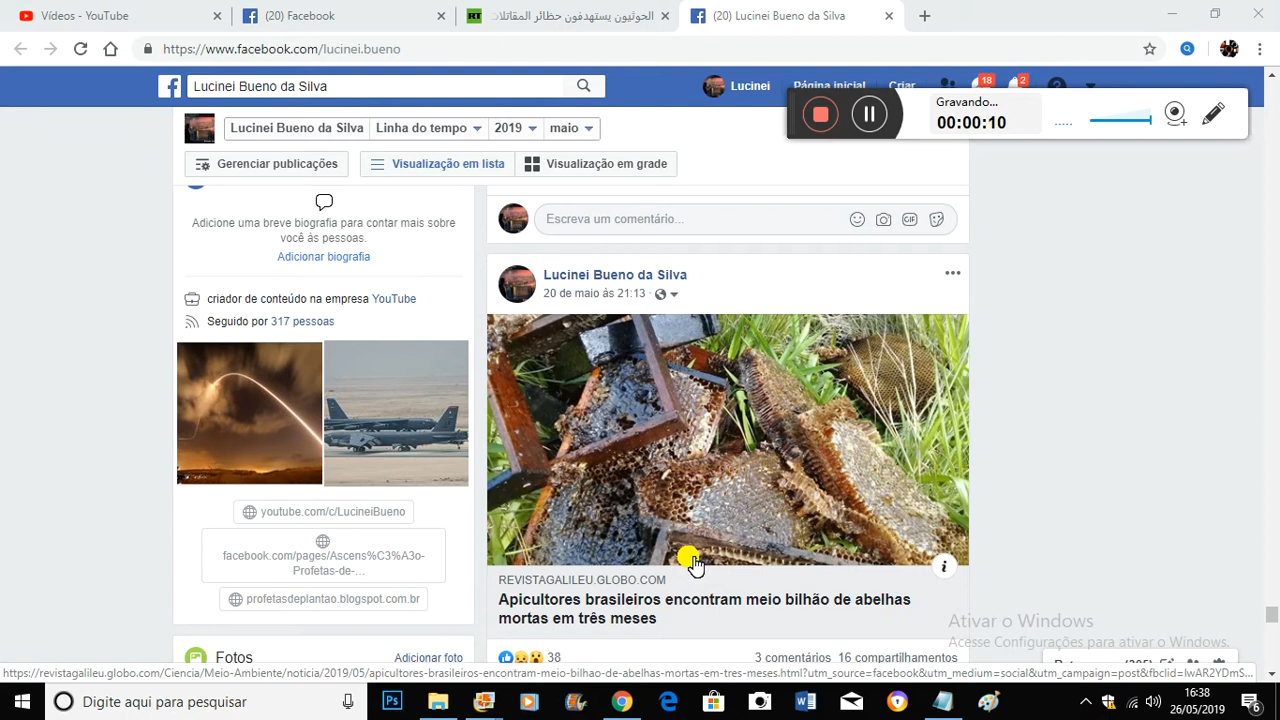 Vídeos - YouTube
(20) Facebook
الحوثيون يستهدفون حظائر المقاتلات
(20) Lucinei Bueno da Silva
https://www.facebook.com/lucinei.bueno
Lucinei Bueno da Silva
Lucinei
Página inicial
Criar
18
2
Gravando...
00:00:10
Lucinei Bueno da Silva
Linha do tempo
2019
maio
Gerenciar publicações
Visualização em lista
Visualização em grade
Adicione uma breve biografia para contar mais sobre
você às pessoas.
Adicionar biografia
criador de conteúdo na empresa YouTube
Seguido por 317 pessoas
youtube.com/c/LucineiBueno
facebook.com/pages/Ascens%C3%A3o-
Profetas-de-...
profetasdeplantao.blogspot.com.br
Fotos
Adicionar foto
Escreva um comentário...
GIF
Lucinei Bueno da Silva
20 de maio às 21:13
REVISTAGALILEU.GLOBO.COM
Apicultores brasileiros encontram meio bilhão de abelhas
mortas em três meses
38
3 comentários
16 compartilhamentos
Ativar o Windows
Acesse Configurações para ativar o Windows.
https://revistagalileu.globo.com/Ciencia/Meio-Ambiente/noticia/2019/05/apicultores-brasileiros-encontram-meio-bilhao-de-abelhas-mortas-em-tres-meses.html?utm_source=facebook&utm_medium=social&utm_campaign=post&fbclid=IwAR2YDmS...
Digite aqui para pesquisar
Ps
16:38
26/05/2019
6